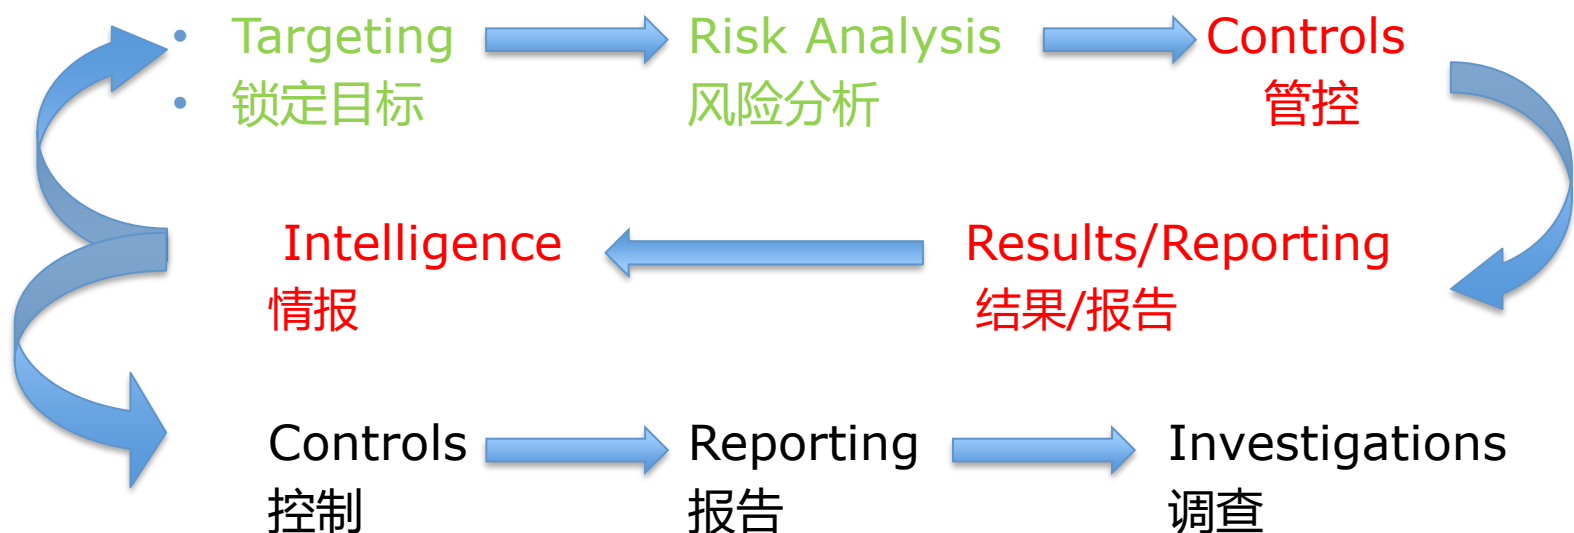 Targeting Risk Analysis Controls
锁定目标 风险分析 管控
Intelligence Results/Reporting
情报 结果/报告
Controls Reporting Investigations
控制 报告 调查